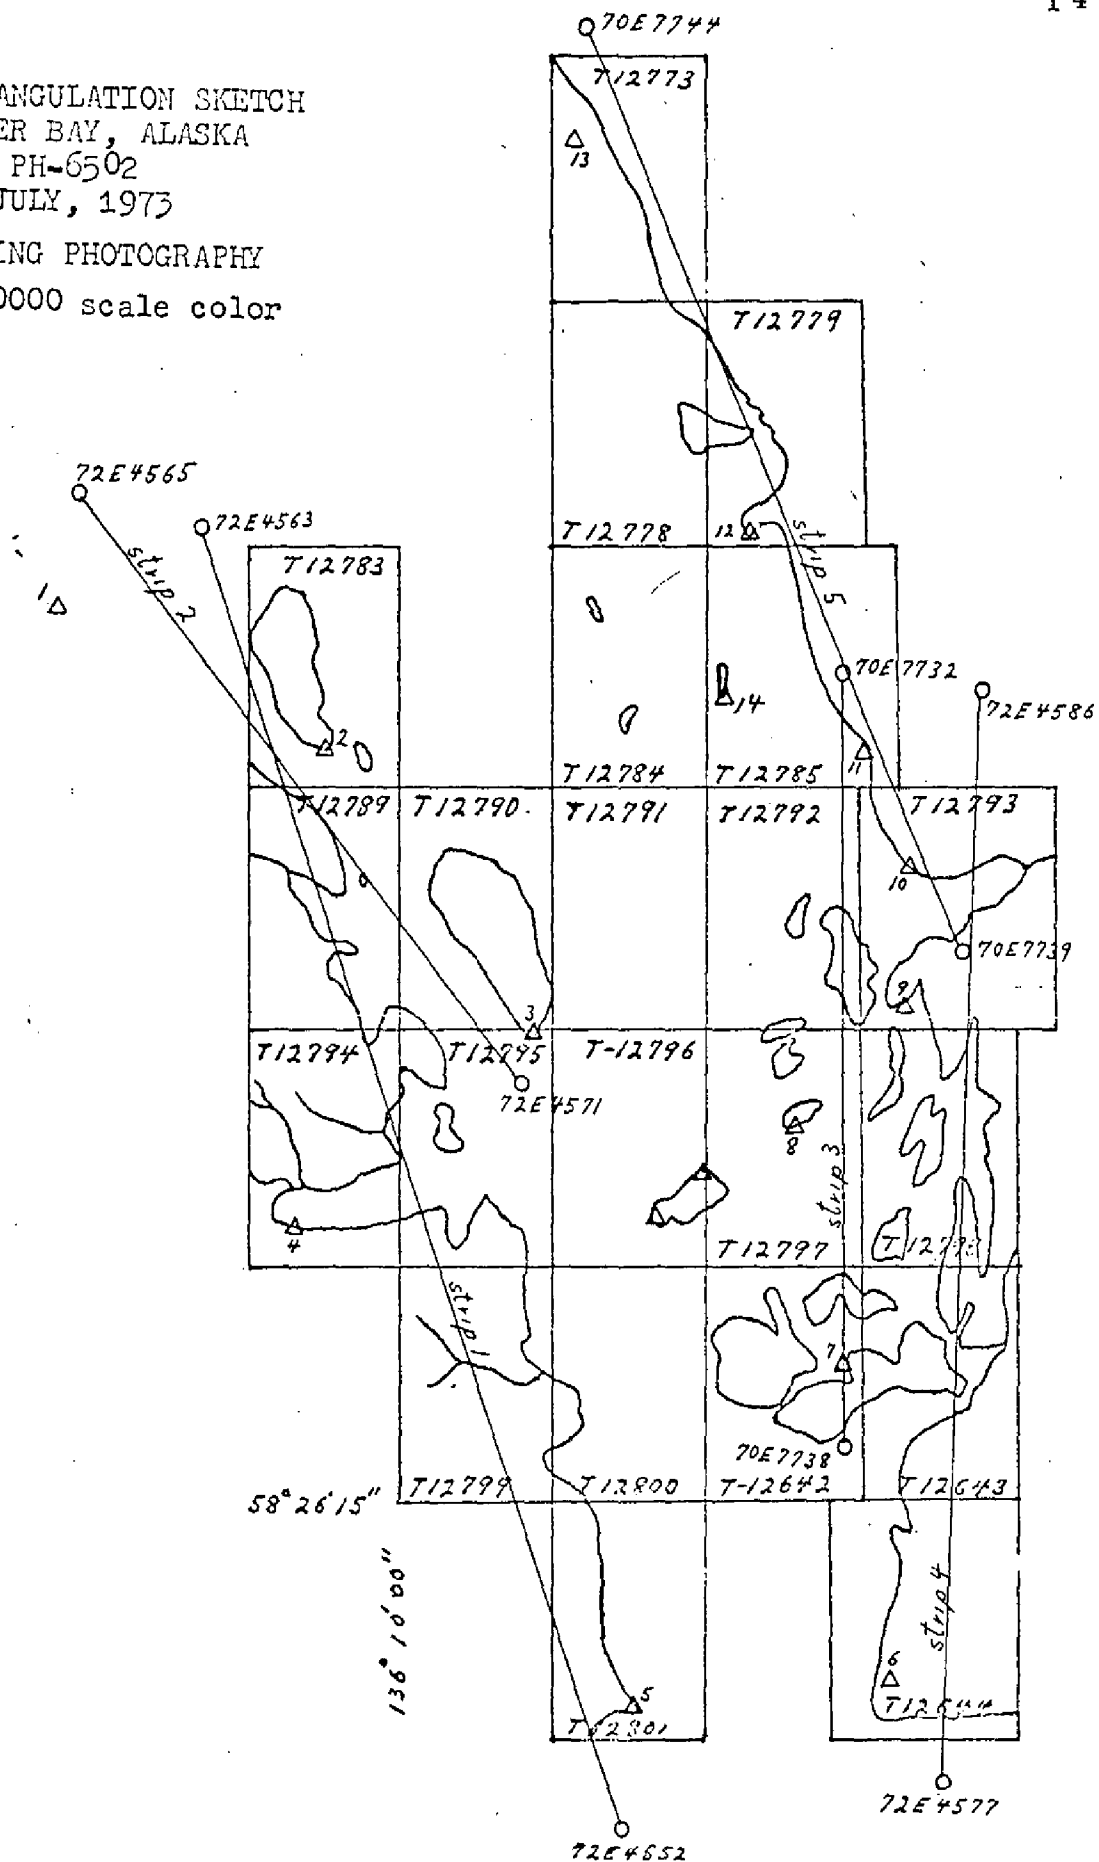 14
70E7744
T12773
ANGULATION SKETCH
ER BAY, ALASKA
PH-6502
JULY, 1973
ING PHOTOGRAPHY
0000 scale color
13
T12779
72E4565
72E4563
strip 2
T12778
12
strip 5
T12783
1
70E7732
72E4586
14
2
11
T12784
T12785
T12789
T12790
T12791
T12792
T12793
10
70E7739
9
3
T12794
T12795
T-12796
72E4571
8
strip 3
4
T12797
strip 1
7
70E7738
58° 26' 15"
T12799
T12800
T-12642
T12643
136° 10' 00"
strip 4
6
5
T12801
72E4577